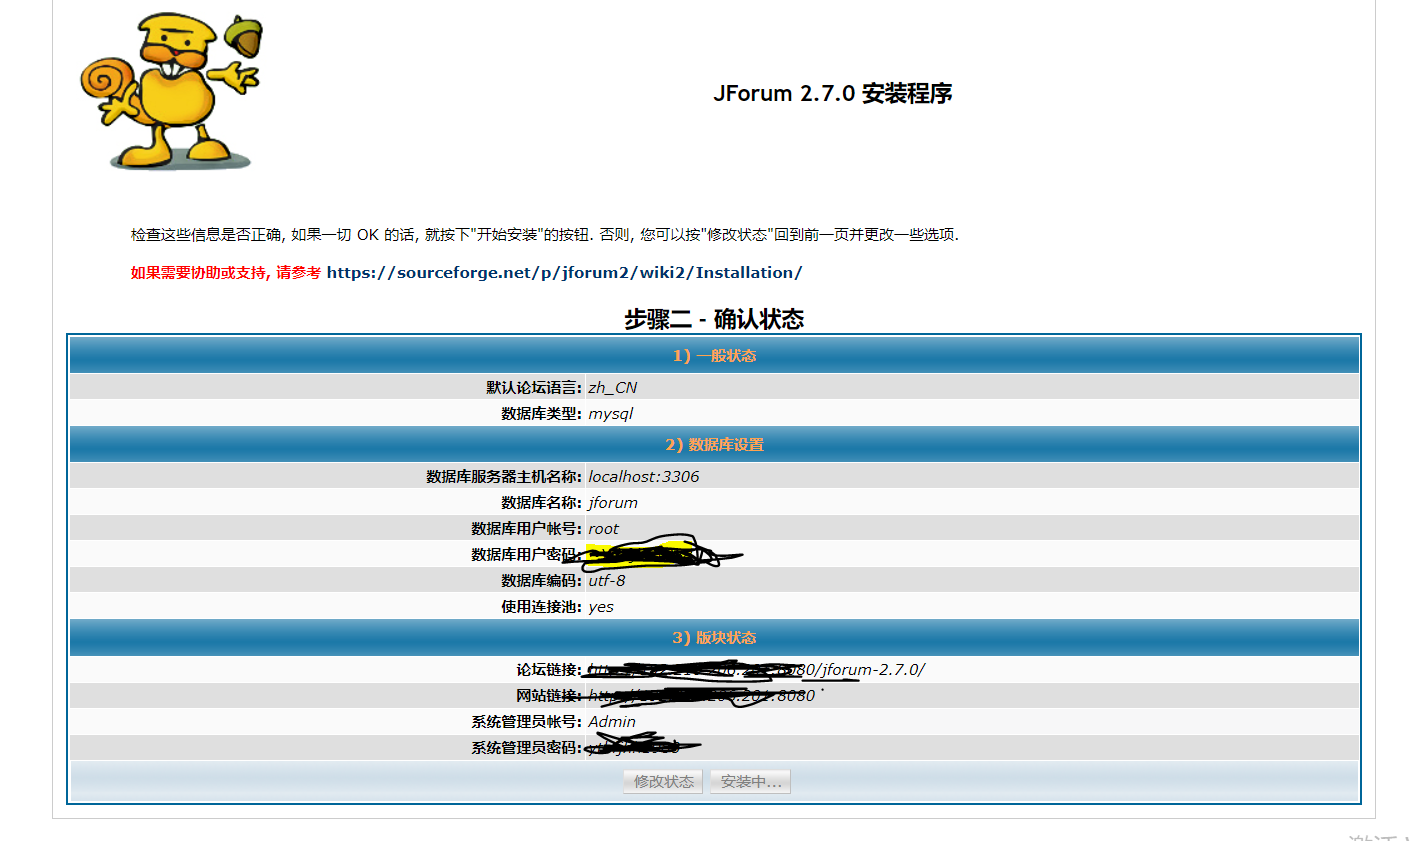 JForum 2.7.0 安装程序
检查这些信息是否正确, 如果一切 OK 的话, 就按下"开始安装"的按钮. 否则, 您可以按"修改状态"回到前一页并更改一些选项.
如果需要协助或支持, 请參考 https://sourceforge.net/p/jforum2/wiki2/Installation/
步骤二 - 确认状态
1) 一般状态
默认论坛语言: zh_CN
数据库类型: mysql
2) 数据库设置
数据库服务器主机名称: localhost:3306
数据库名称: jforum
数据库用户帐号: root
数据库用户密码:
数据库编码: utf-8
使用连接池: yes
3) 版块状态
论坛链接: /jforum-2.7.0/
网站链接: :8080
系统管理员帐号: Admin
系统管理员密码:
修改状态 安装中...